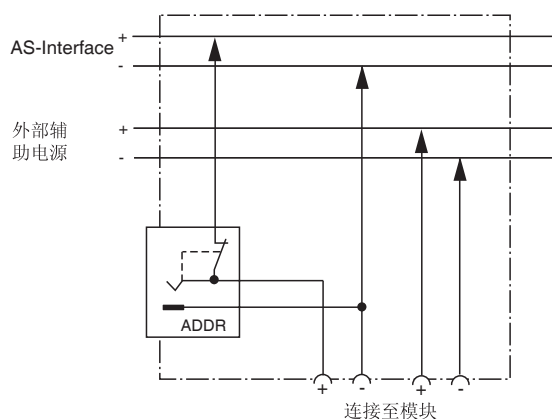 +
AS-Interface
-
外部辅
+
助电源
-
ADDR
+ - + -
连接至模块